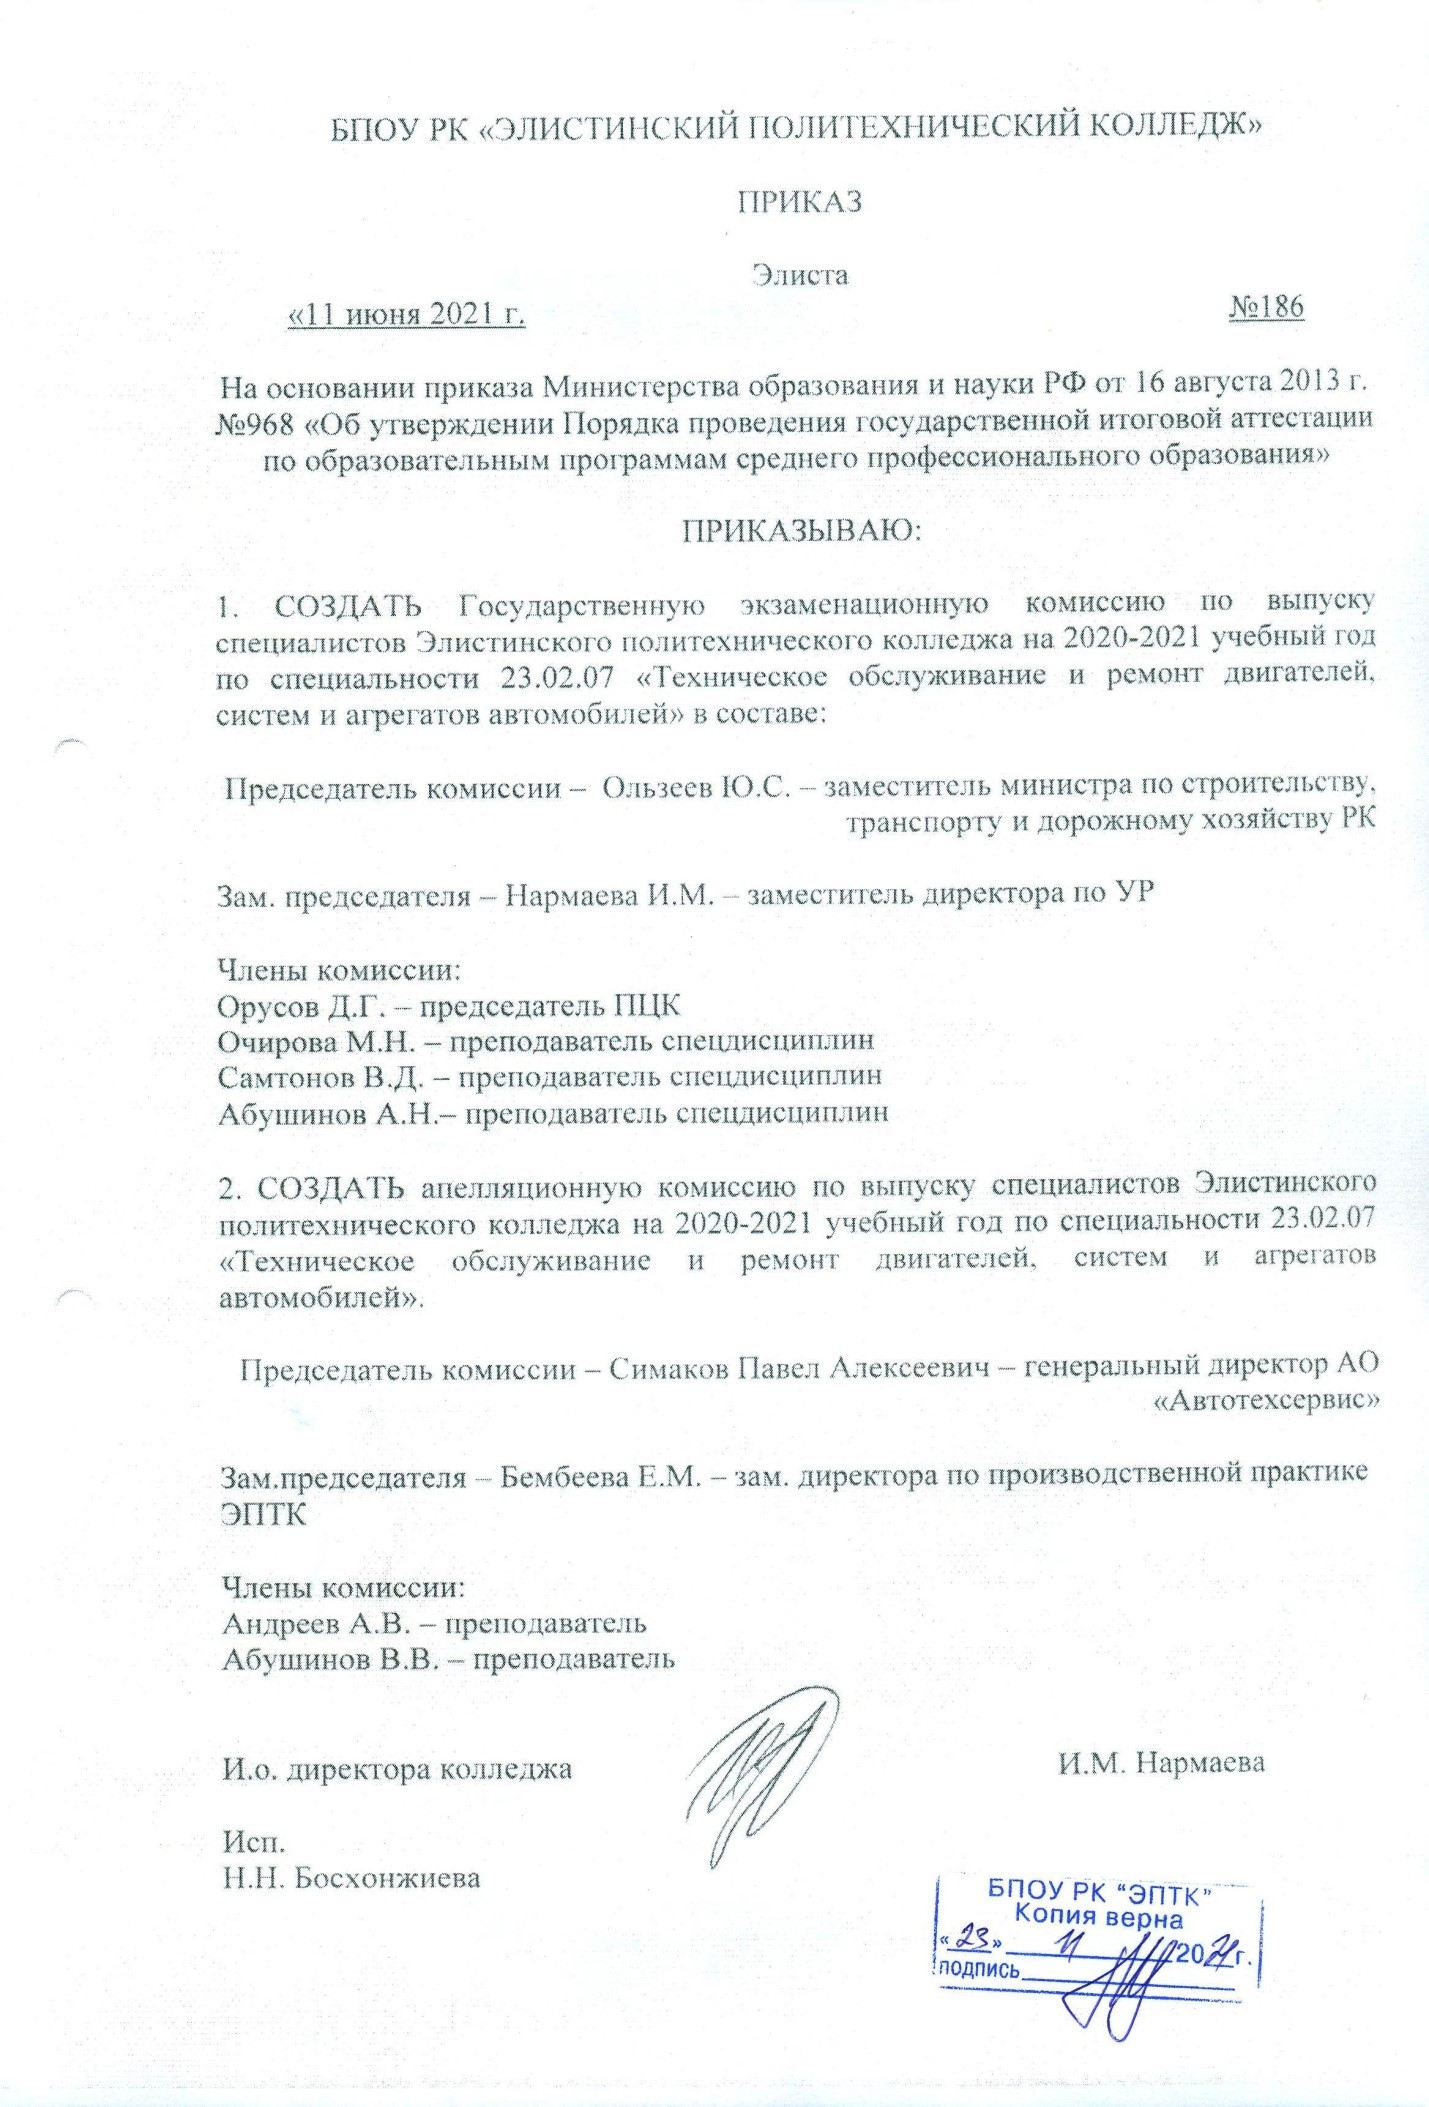 БПОУ РК «ЭЛИСТИНСКИЙ ПОЛИТЕХНИЧЕСКИЙ КОЛЛЕДЖ»
ПРИКАЗ
Элиста
«11 июня 2021 г. №186
На основании приказа Министерства образования и науки РФ от 16 августа 2013 г.
№968 «Об утверждении Порядка проведения государственной итоговой аттестации
по образовательным программам среднего профессионального образования»
ПРИКАЗЫВАЮ:
1. СОЗДАТЬ Государственную экзаменационную комиссию по выпуску
специалистов Элистинского политехнического колледжа на 2020-2021 учебный год
по специальности 23.02.07 «Техническое обслуживание и ремонт двигателей,
систем и агрегатов автомобилей» в составе:
Председатель комиссии – Ользеев Ю.С. – заместитель министра по строительству,
транспорту и дорожному хозяйству РК
Зам. председателя – Нармаева И.М. – заместитель директора по УР
Члены комиссии:
Орусов Д.Г. – председатель ПЦК
Очирова М.Н. – преподаватель спецдисциплин
Самтонов В.Д. – преподаватель спецдисциплин
Абушинов А.Н.– преподаватель спецдисциплин
2. СОЗДАТЬ апелляционную комиссию по выпуску специалистов Элистинского
политехнического колледжа на 2020-2021 учебный год по специальности 23.02.07
«Техническое обслуживание и ремонт двигателей, систем и агрегатов
автомобилей».
Председатель комиссии – Симаков Павел Алексеевич – генеральный директор АО
«Автотехсервис»
Зам.председателя – Бембеева Е.М. – зам. директора по производственной практике
ЭПТК
Члены комиссии:
Андреев А.В. – преподаватель
Абушинов В.В. – преподаватель
И.о. директора колледжа И.М. Нармаева
Исп.
Н.Н. Босхонжиева
БПОУ РК "ЭПТК"
Копия верна
«23» 11 2021г.
подпись